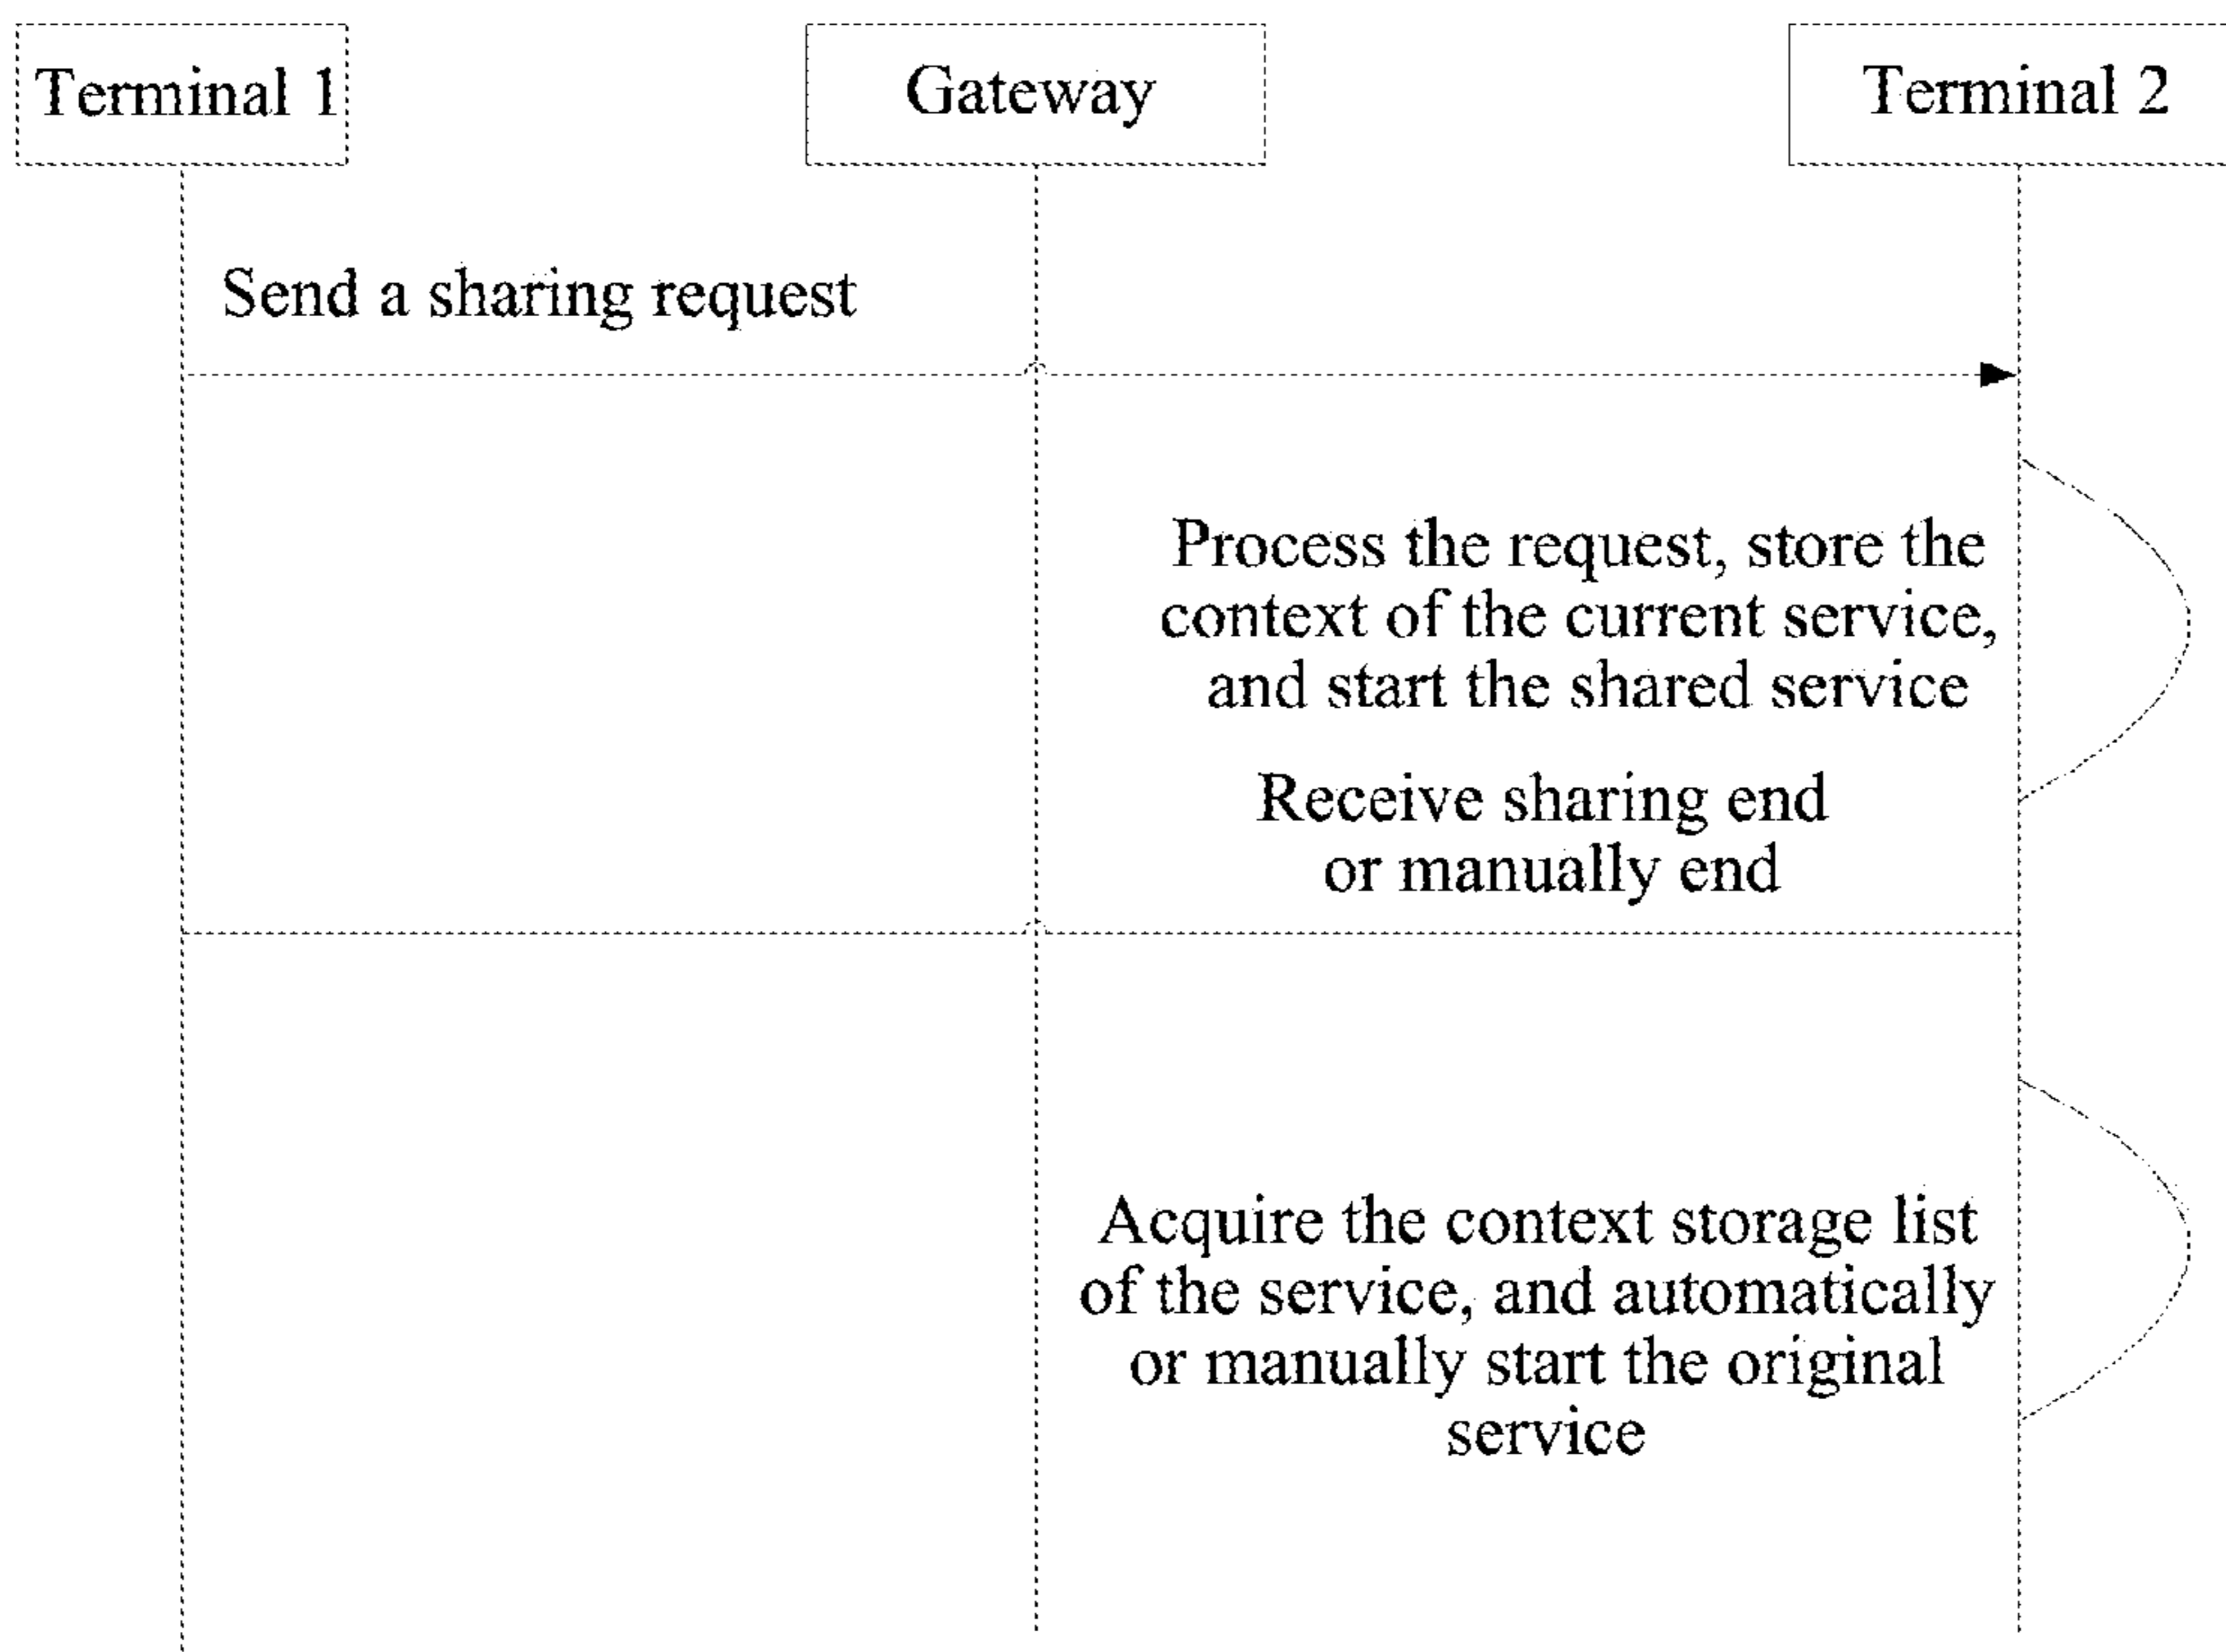 Terminal 1
Gateway
Terminal 2
Send a sharing request
Process the request, store the
context of the current service,
and start the shared service
Receive sharing end
or manually end
Acquire the context storage list
of the service, and automatically
or manually start the original
service